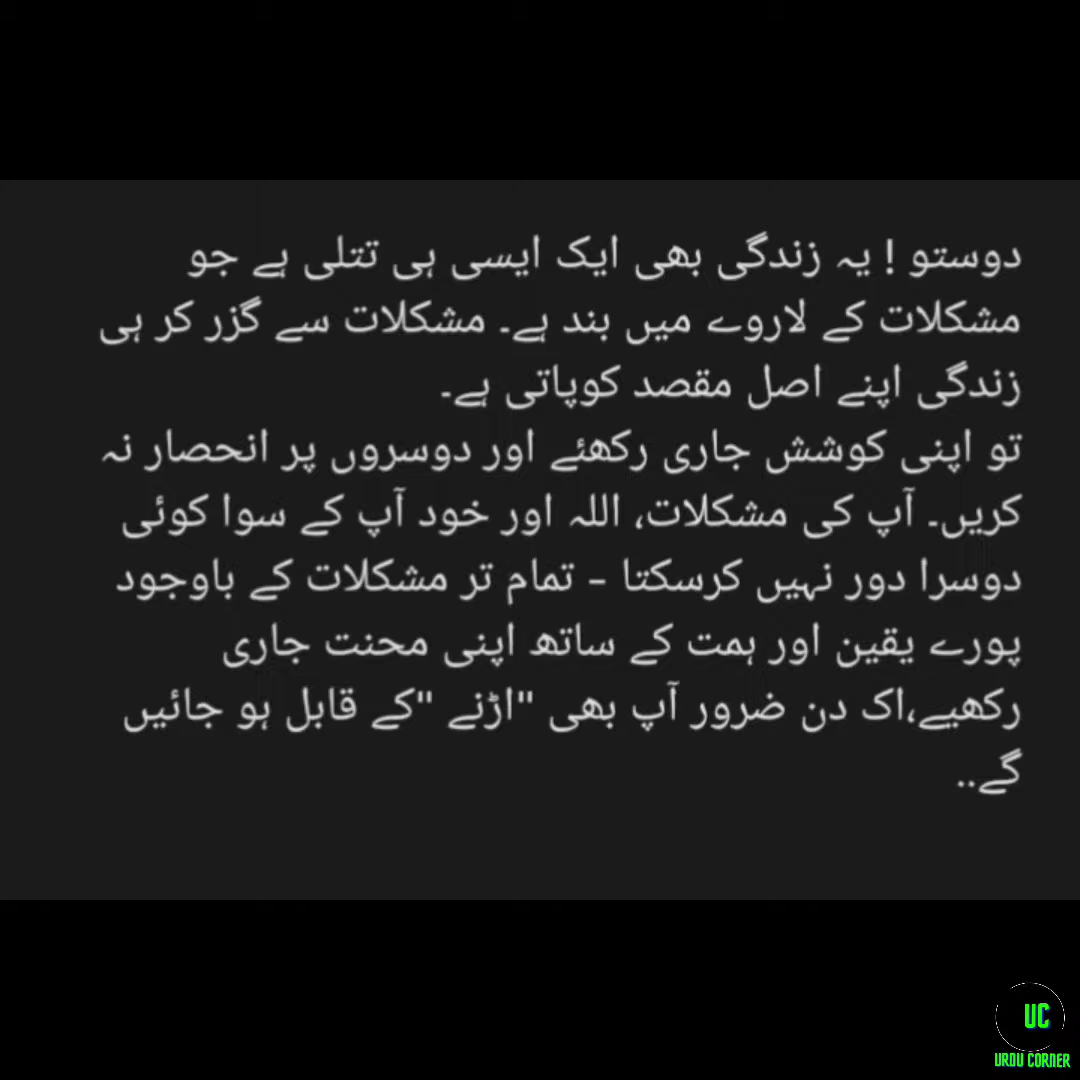 دوستو ! یہ زندگی بھی ایک ایسی ہی تتلی ہے جو
مشکلات کے لاروے میں بند ہے۔ مشکلات سے گزر کر ہی
زندگی اپنے اصل مقصد کوپاتی ہے۔
تو اپنی کوشش جاری رکھئے اور دوسروں پر انحصار نہ
کریں۔ آپ کی مشکلات، اللہ اور خود آپ کے سوا کوئی
دوسرا دور نہیں کرسکتا – تمام تر مشکلات کے باوجود
پورے یقین اور ہمت کے ساتھ اپنی محنت جاری
رکھیے،اک دن ضرور آپ بھی "اڑنے "کے قابل ہو جائیں
گے..
UC
URDU CORNER